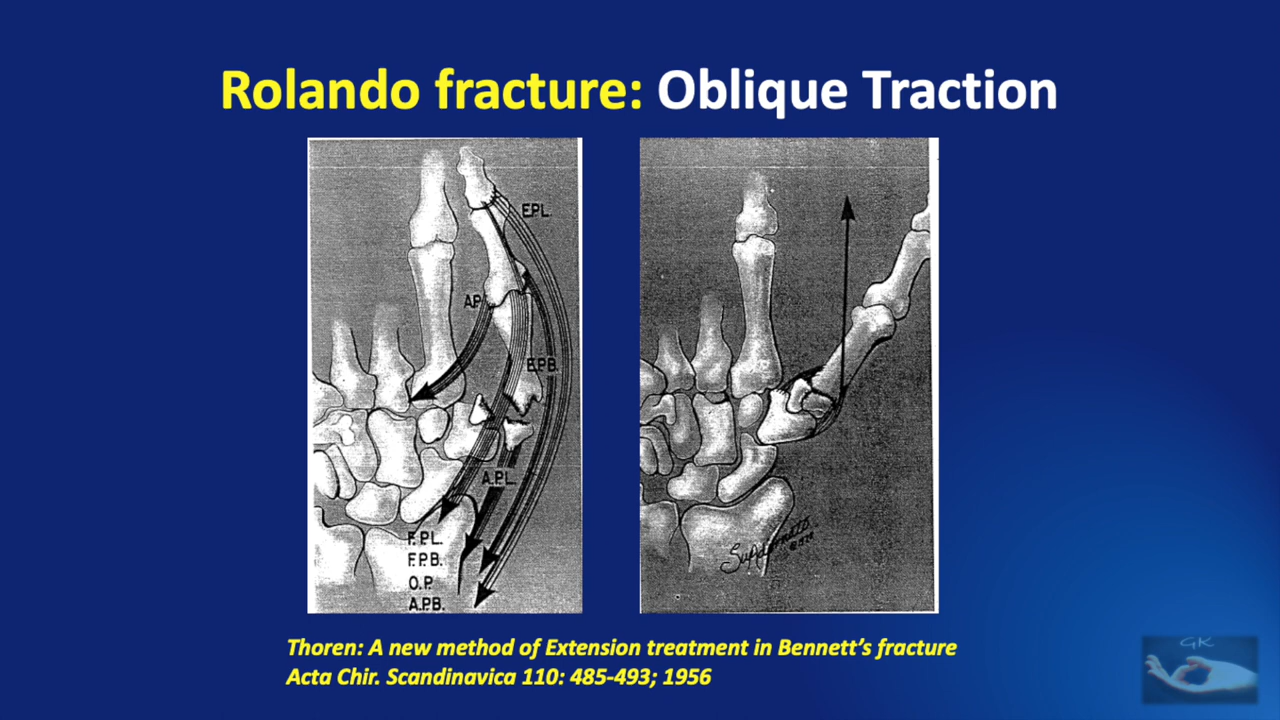 Rolando fracture: Oblique Traction
E.P.L.
A.P.
E.P.B.
A.P.L.
F.P.L.
F.P.B.
O.P.
A.P.B.
Thoren: A new method of Extension treatment in Bennett's fracture
Acta Chir. Scandinavica 110: 485-493; 1956
GK